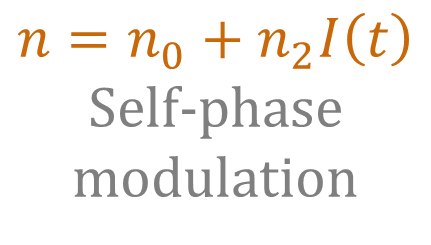 n = n₀ + n₂I(t)
Self-phase
modulation